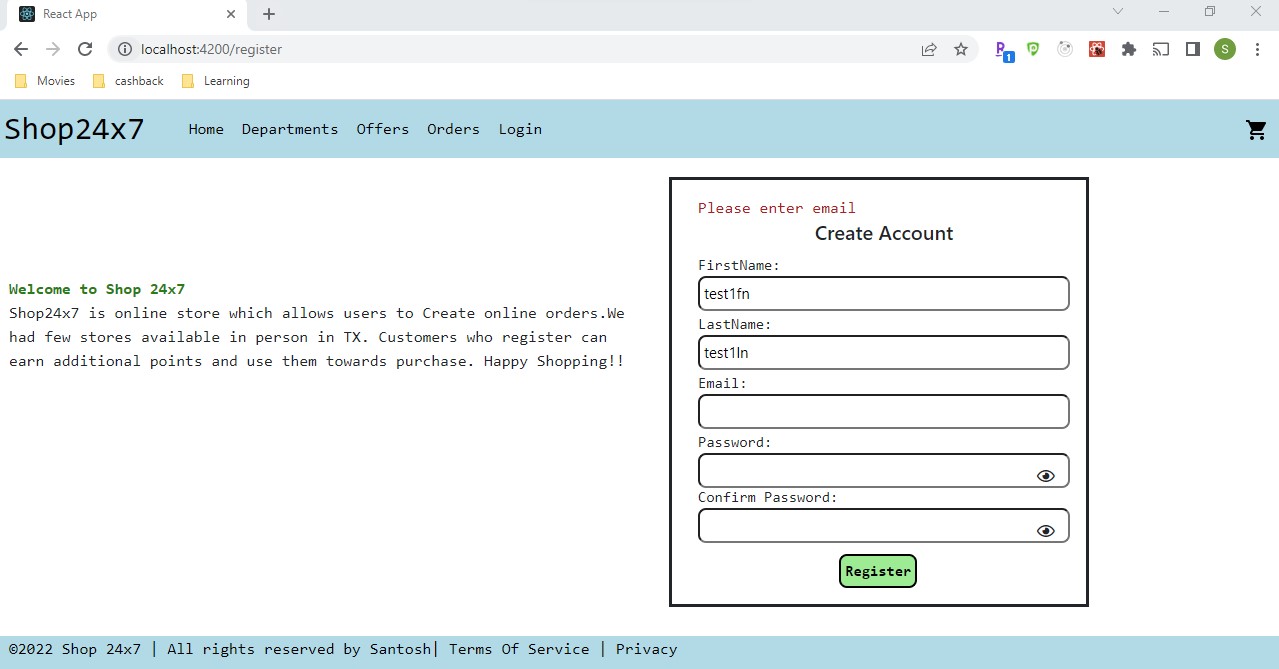 React App
localhost:4200/register
1
S
Movies cashback Learning
Shop24x7 Home Departments Offers Orders Login
Welcome to Shop 24x7
Shop24x7 is online store which allows users to Create online orders.We
had few stores available in person in TX. Customers who register can
earn additional points and use them towards purchase. Happy Shopping!!
Please enter email
Create Account
FirstName:
test1fn
LastName:
test1ln
Email:
Password:
Confirm Password:
Register
©2022 Shop 24x7 | All rights reserved by Santosh| Terms Of Service | Privacy